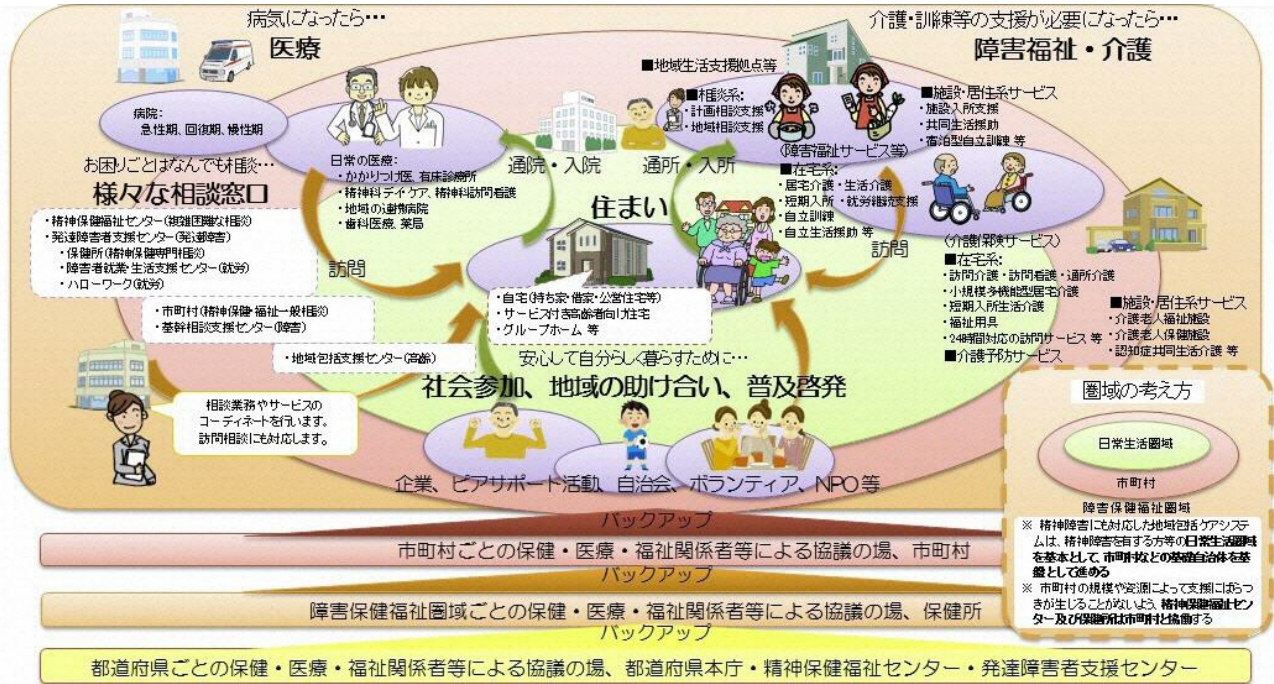 病気になったら…
医療
介護・訓練等の支援が必要になったら…
障害福祉・介護
病院:
急性期、回復期、慢性期
日常の医療:
・かかりつけ医、有床診療所
・精神科デイ・ケア、精神科訪問看護
・地域の連携病院
・歯科医療、薬局
通院・入院
通所・入所
訪問
訪問
■地域生活支援拠点等
■相談系:
・計画相談支援
・地域相談支援
■施設・居住系サービス
・施設入所支援
・共同生活援助
・宿泊型自立訓練 等
(障害福祉サービス等)
■在宅系:
・居宅介護・生活介護
・短期入所・就労継続支援
・自立訓練
・自立生活援助 等
(介護保険サービス)
■在宅系:
・訪問介護・訪問看護・通所介護
・小規模多機能型居宅介護
・短期入所生活介護
・福祉用具
・24時間対応の訪問サービス 等
■介護予防サービス
■施設・居住系サービス
・介護老人福祉施設
・介護老人保健施設
・認知症共同生活介護 等
お困りごとはなんでも相談…
様々な相談窓口
・精神保健福祉センター(複雑困難な相談)
・発達障害者支援センター(発達障害)
・保健所(精神保健専門相談)
・障害者就業・生活支援センター(就労)
・ハローワーク(就労)
・市町村(精神保健・福祉一般相談)
・基幹相談支援センター(障害)
・地域包括支援センター(高齢)
相談業務やサービスの
コーディネートを行います。
訪問相談にも対応します。
住まい
・自宅(持ち家・借家・公営住宅等)
・サービス付き高齢者向け住宅
・グループホーム 等
安心して自分らしく暮らすために…
社会参加、地域の助け合い、普及啓発
企業、ピアサポート活動、自治会、ボランティア、NPO 等
圏域の考え方
日常生活圏域
市町村
障害保健福祉圏域
※ 精神障害にも対応した地域包括ケアシステ
ムは、精神障害を有する方等の日常生活圏域
を基本として、市町村などの基礎自治体を基
盤として進める
※ 市町村の規模や資源によって支援にばらつ
きが生じることがないよう、精神保健福祉セン
ター及び保健所は市町村と協働する
バックアップ
市町村ごとの保健・医療・福祉関係者等による協議の場、市町村
バックアップ
障害保健福祉圏域ごとの保健・医療・福祉関係者等による協議の場、保健所
バックアップ
都道府県ごとの保健・医療・福祉関係者等による協議の場、都道府県本庁・精神保健福祉センター・発達障害者支援センター